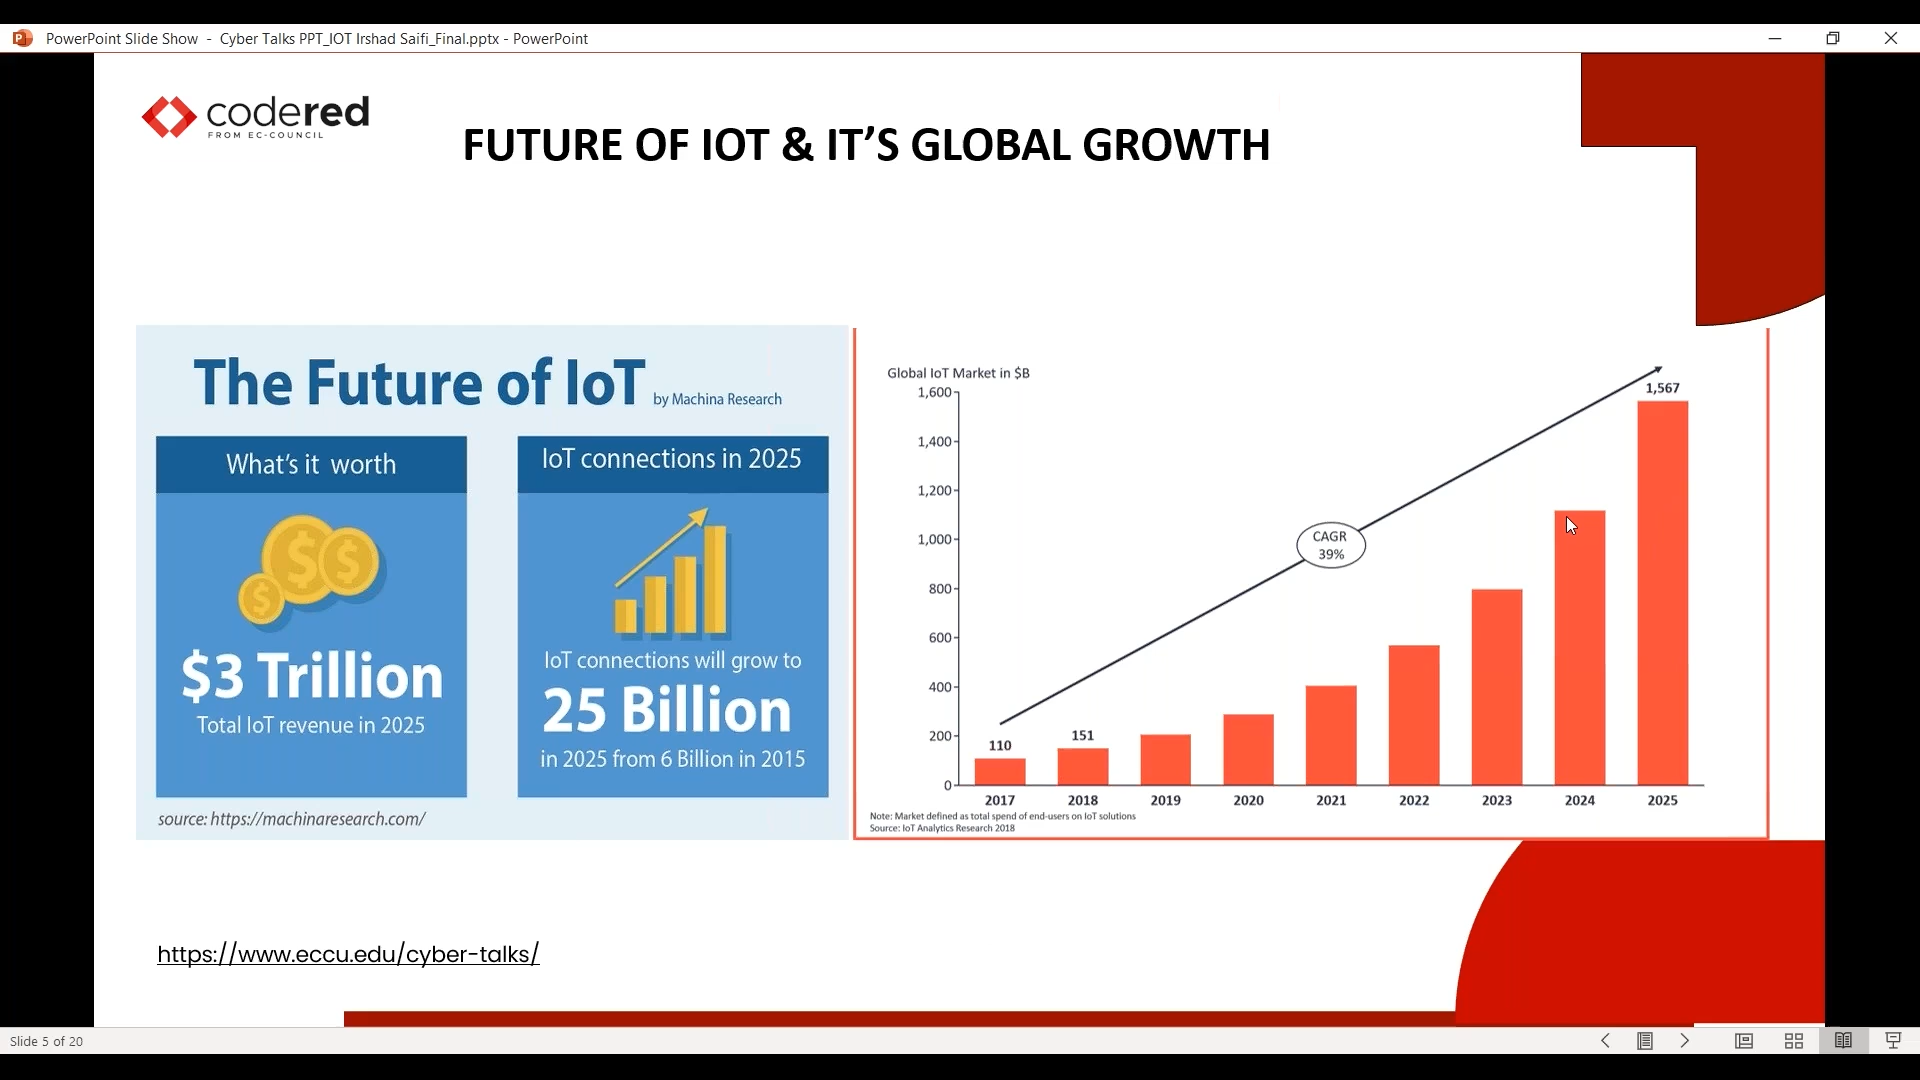 PowerPoint Slide Show - Cyber Talks PPT_IOT Irshad Saifi_Final.pptx - PowerPoint
codered
FROM EC-COUNCIL
FUTURE OF IOT & IT’S GLOBAL GROWTH
The Future of IoT by Machina Research
What’s it worth
$3 Trillion
Total IoT revenue in 2025
IoT connections in 2025
IoT connections will grow to
25 Billion
in 2025 from 6 Billion in 2015
source: https://machinaresearch.com/
Global IoT Market in $B
1,600
1,400
1,200
1,000
800
600
400
200
0
CAGR
39%
110
151
1,567
2017 2018 2019 2020 2021 2022 2023 2024 2025
Note: Market defined as total spend of end-users on IoT solutions
Source: IoT Analytics Research 2018
https://www.eccu.edu/cyber-talks/
Slide 5 of 20